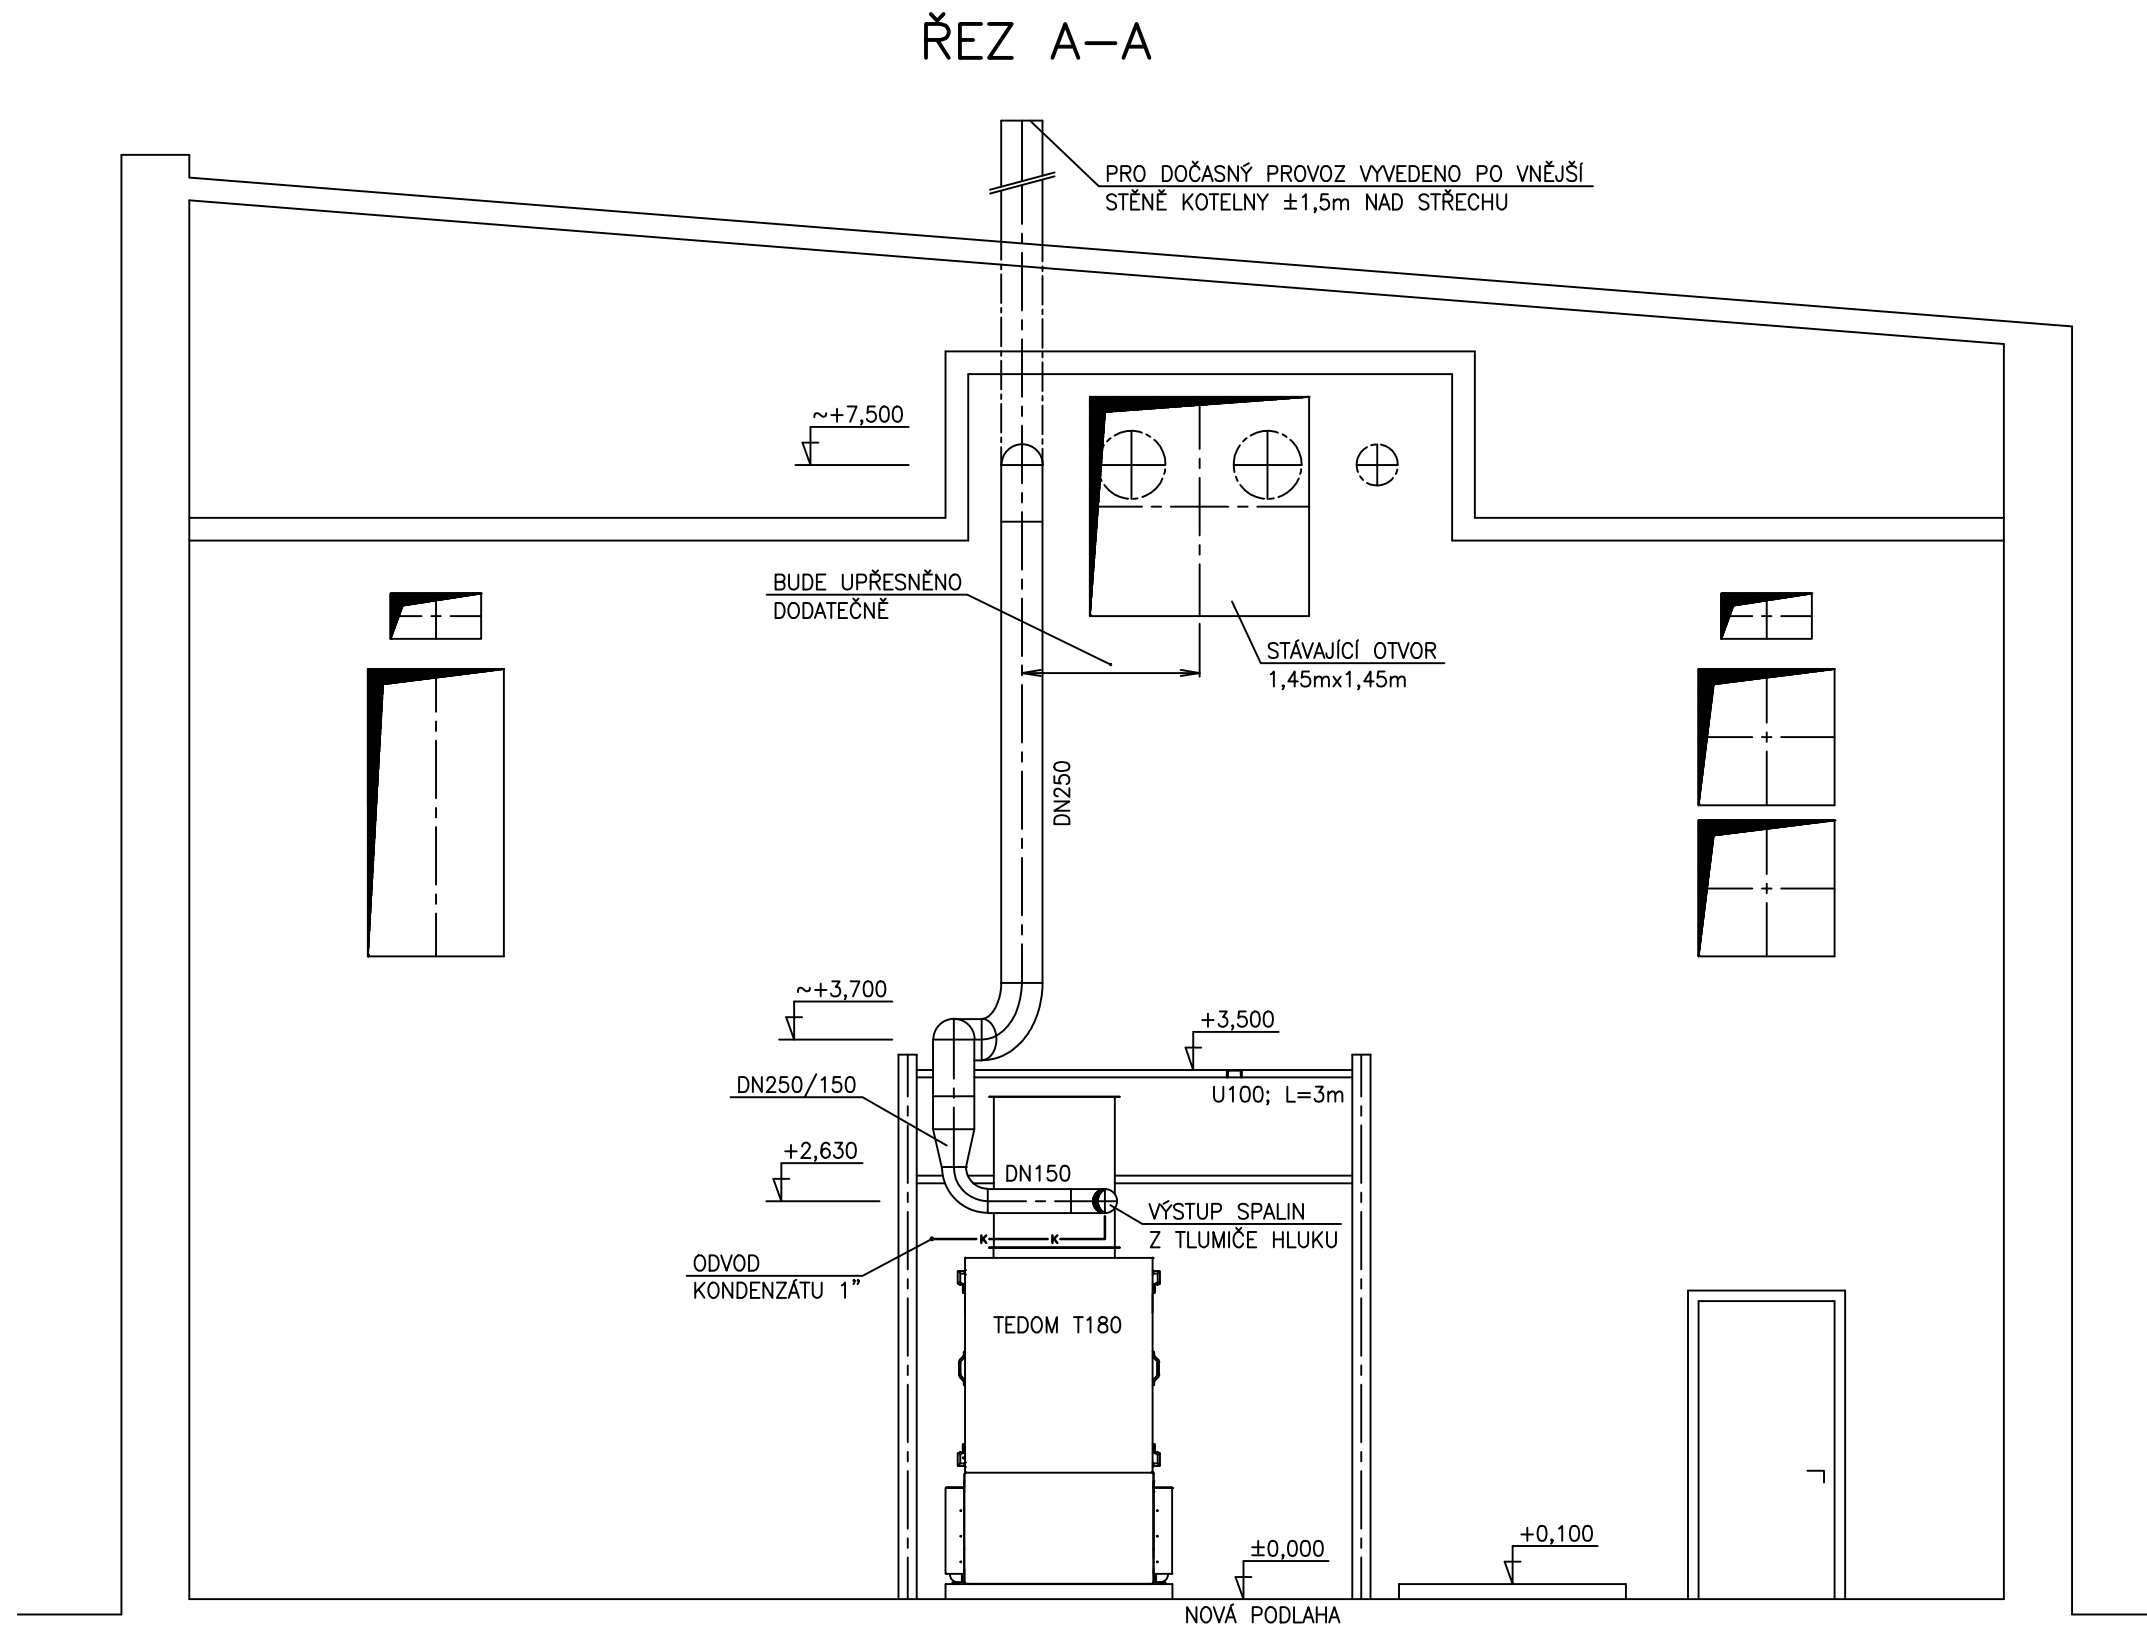 ŘEZ A-A
PRO DOČASNÝ PROVOZ VYVEDENO PO VNĚJŠÍ
STĚNĚ KOTELNY ±1,5m NAD STŘECHU
~+7,500
BUDE UPŘESNĚNO
DODATEČNĚ
STÁVAJÍCÍ OTVOR
1,45mx1,45m
DN250
~+3,700
+3,500
DN250/150
U100; L=3m
+2,630
DN150
VÝSTUP SPALIN
Z TLUMIČE HLUKU
K K
ODVOD
KONDENZÁTU 1”
TEDOM T180
+0,100
±0,000
NOVÁ PODLAHA